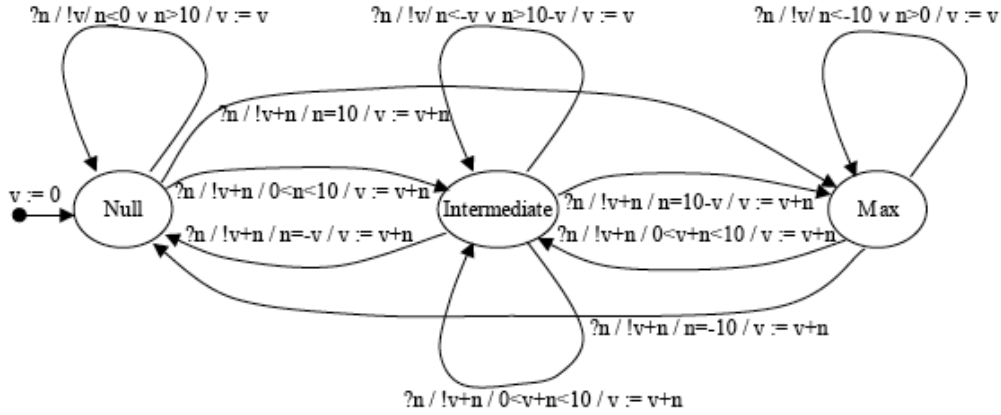 ?n / !v/ n<0 ∨ n>10 / v := v
?n / !v/ n<-v ∨ n>10-v / v := v
?n / !v/ n<-10 ∨ n>0 / v := v
?n / !v+n / n=10 / v := v+n
v := 0
Null
?n / !v+n / 0<n<10 / v := v+n
Intermediate
?n / !v+n / n=10-v / v := v+n
Max
?n / !v+n / n=-v / v := v+n
?n / !v+n / 0<v+n<10 / v := v+n
?n / !v+n / n=-10 / v := v+n
?n / !v+n / 0<v+n<10 / v := v+n